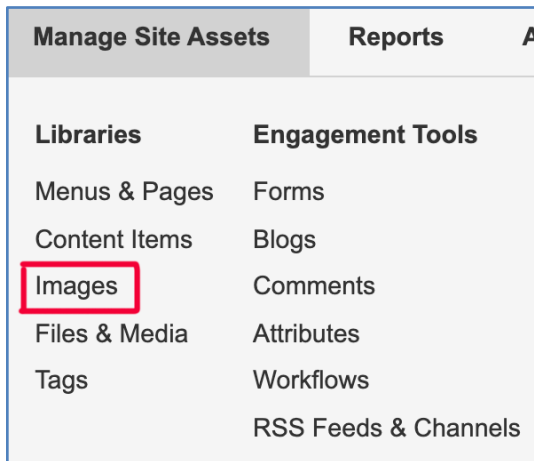 Manage Site Assets Reports A
Libraries
Menus & Pages
Content Items
Images
Files & Media
Tags
Engagement Tools
Forms
Blogs
Comments
Attributes
Workflows
RSS Feeds & Channels